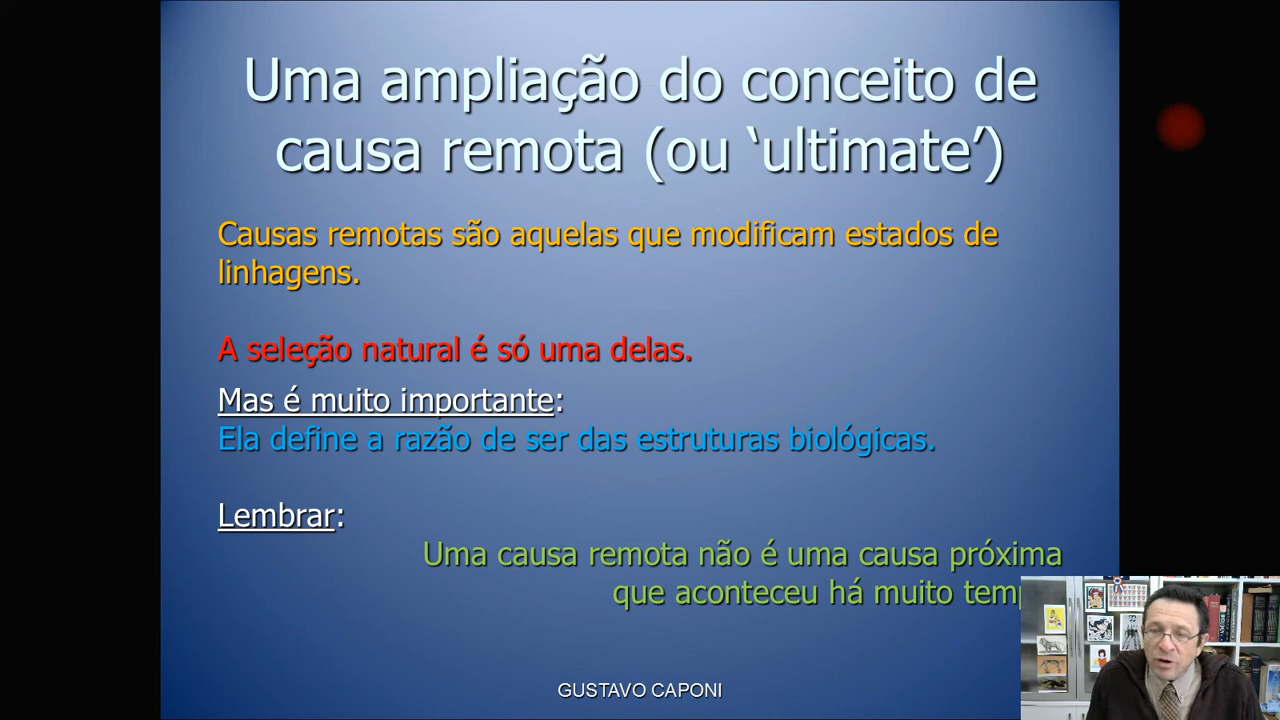 Uma ampliação do conceito de
causa remota (ou ‘ultimate’)
Causas remotas são aquelas que modificam estados de
linhagens.
A seleção natural é só uma delas.
Mas é muito importante:
Ela define a razão de ser das estruturas biológicas.
Lembrar:
Uma causa remota não é uma causa próxima
que aconteceu há muito
GUSTAVO CAPONI